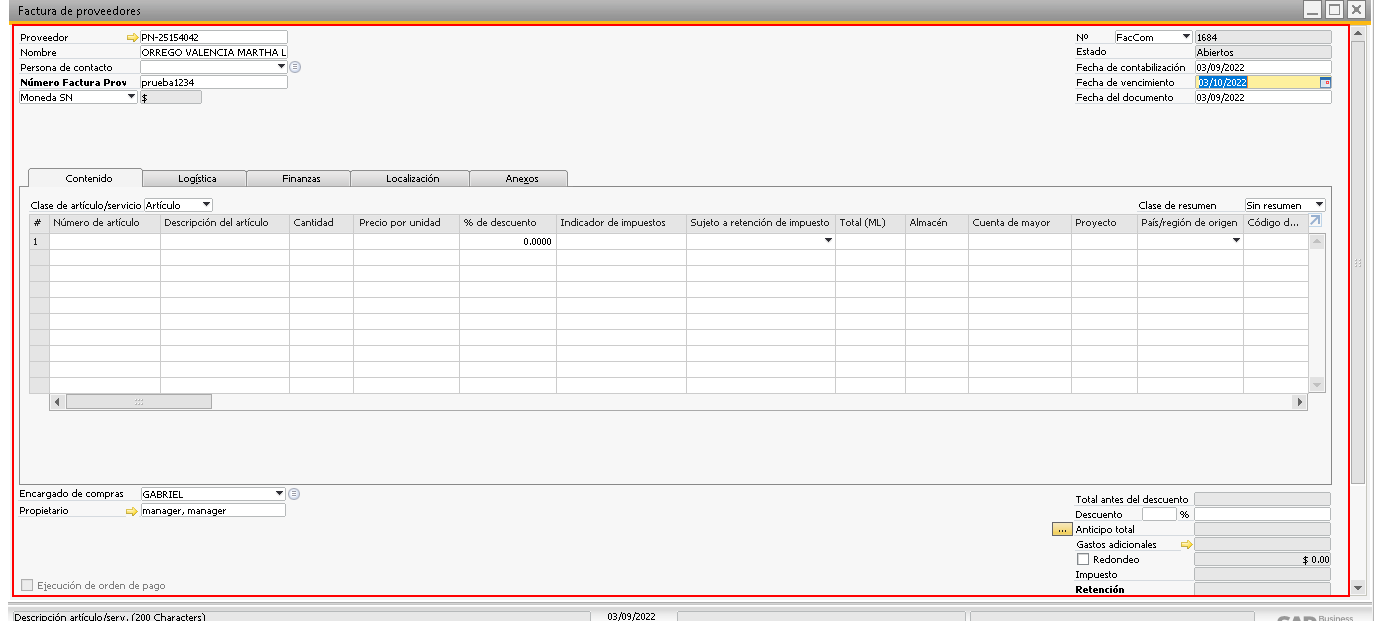 Factura de proveedores
Proveedor PN-25154042
Nombre ORREGO VALENCIA MARTHA L
Persona de contacto
Número Factura Prov prueba1234
Moneda SN $
Nº FacCom 1684
Estado Abiertos
Fecha de contabilización 03/09/2022
Fecha de vencimiento 03/10/2022
Fecha del documento 03/09/2022
Contenido Logística Finanzas Localización Anexos
Clase de artículo/servicio Artículo Clase de resumen Sin resumen
# Número de artículo Descripción del artículo Cantidad Precio por unidad % de descuento Indicador de impuestos Sujeto a retención de impuesto Total (ML) Almacén Cuenta de mayor Proyecto País/región de origen Código d...
1 0.0000
Encargado de compras GABRIEL
Propietario manager, manager
Total antes del descuento
Descuento %
... Anticipo total
Gastos adicionales
Redondeo $ 0.00
Impuesto
Retención
Ejecución de orden de pago
Descripción artículo/serv. (200 Characters) 03/09/2022
SAP Business